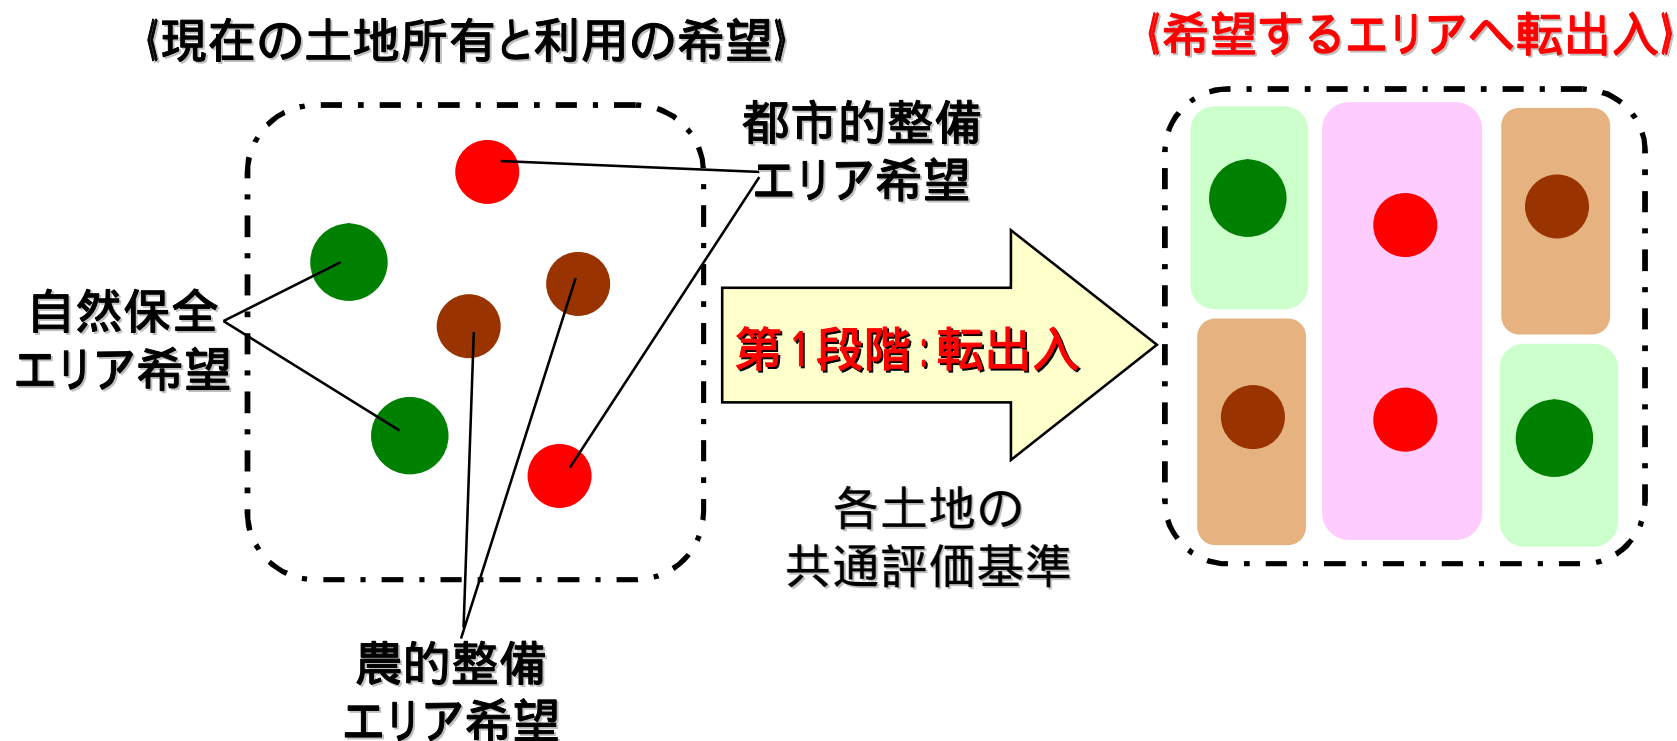 《現在の土地所有と利用の希望》
《希望するエリアへ転出入》
都市的整備
エリア希望
自然保全
エリア希望
第１段階：転出入
各土地の
共通評価基準
農的整備
エリア希望